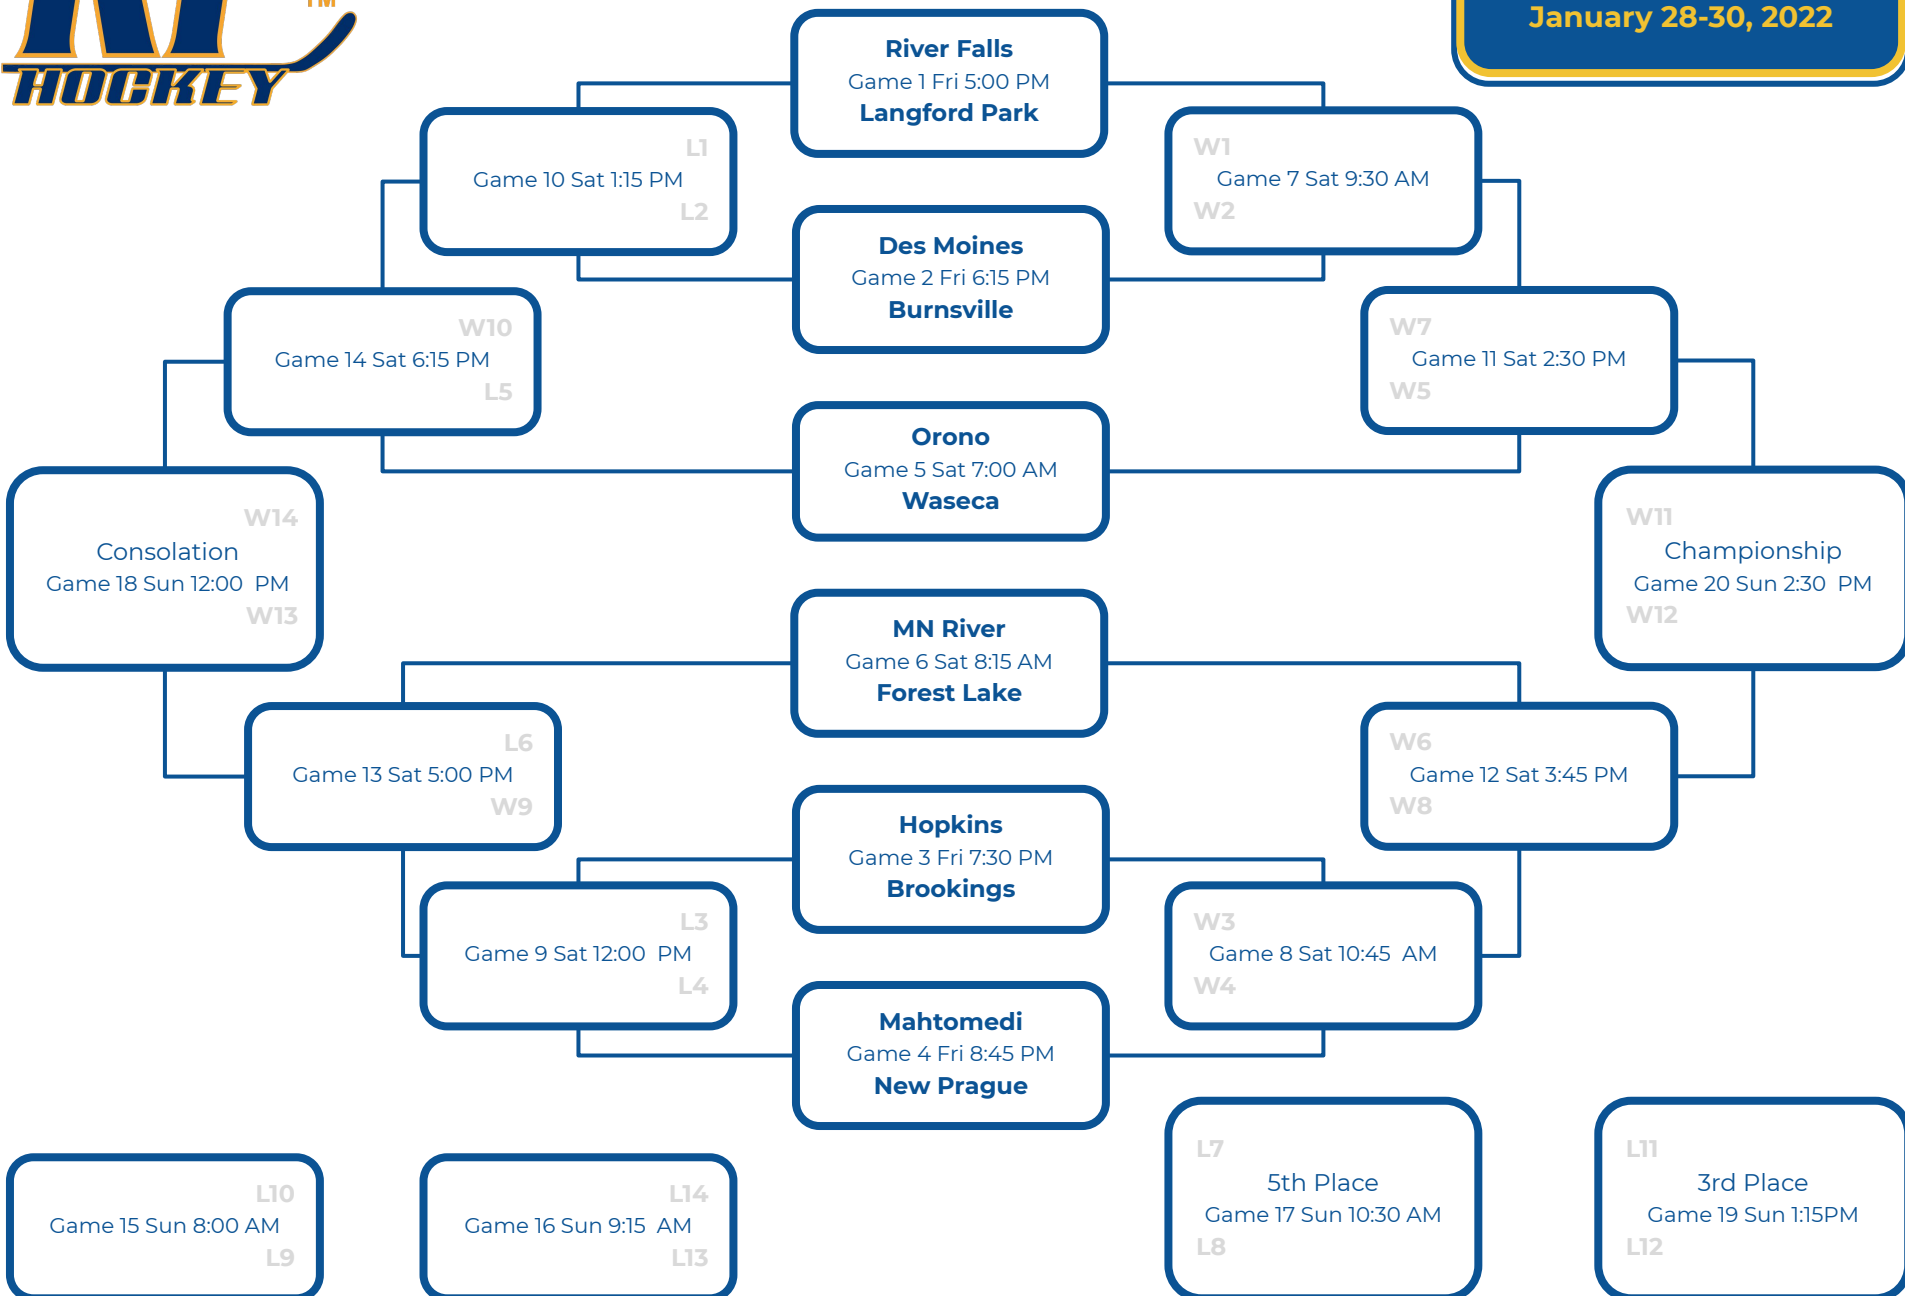 TM
HOCKEY
January 28-30, 2022
River Falls
Game 1 Fri 5:00 PM
Langford Park
L1
Game 10 Sat 1:15 PM
L2
W1
Game 7 Sat 9:30 AM
W2
Des Moines
Game 2 Fri 6:15 PM
Burnsville
W10
Game 14 Sat 6:15 PM
L5
W7
Game 11 Sat 2:30 PM
W5
Orono
Game 5 Sat 7:00 AM
Waseca
W14
Consolation
Game 18 Sun 12:00 PM
W13
W11
Championship
Game 20 Sun 2:30 PM
W12
MN River
Game 6 Sat 8:15 AM
Forest Lake
L6
Game 13 Sat 5:00 PM
W9
W6
Game 12 Sat 3:45 PM
W8
Hopkins
Game 3 Fri 7:30 PM
Brookings
L3
Game 9 Sat 12:00 PM
L4
W3
Game 8 Sat 10:45 AM
W4
Mahtomedi
Game 4 Fri 8:45 PM
New Prague
L10
Game 15 Sun 8:00 AM
L9
L14
Game 16 Sun 9:15 AM
L13
L7
5th Place
Game 17 Sun 10:30 AM
L8
L11
3rd Place
Game 19 Sun 1:15PM
L12